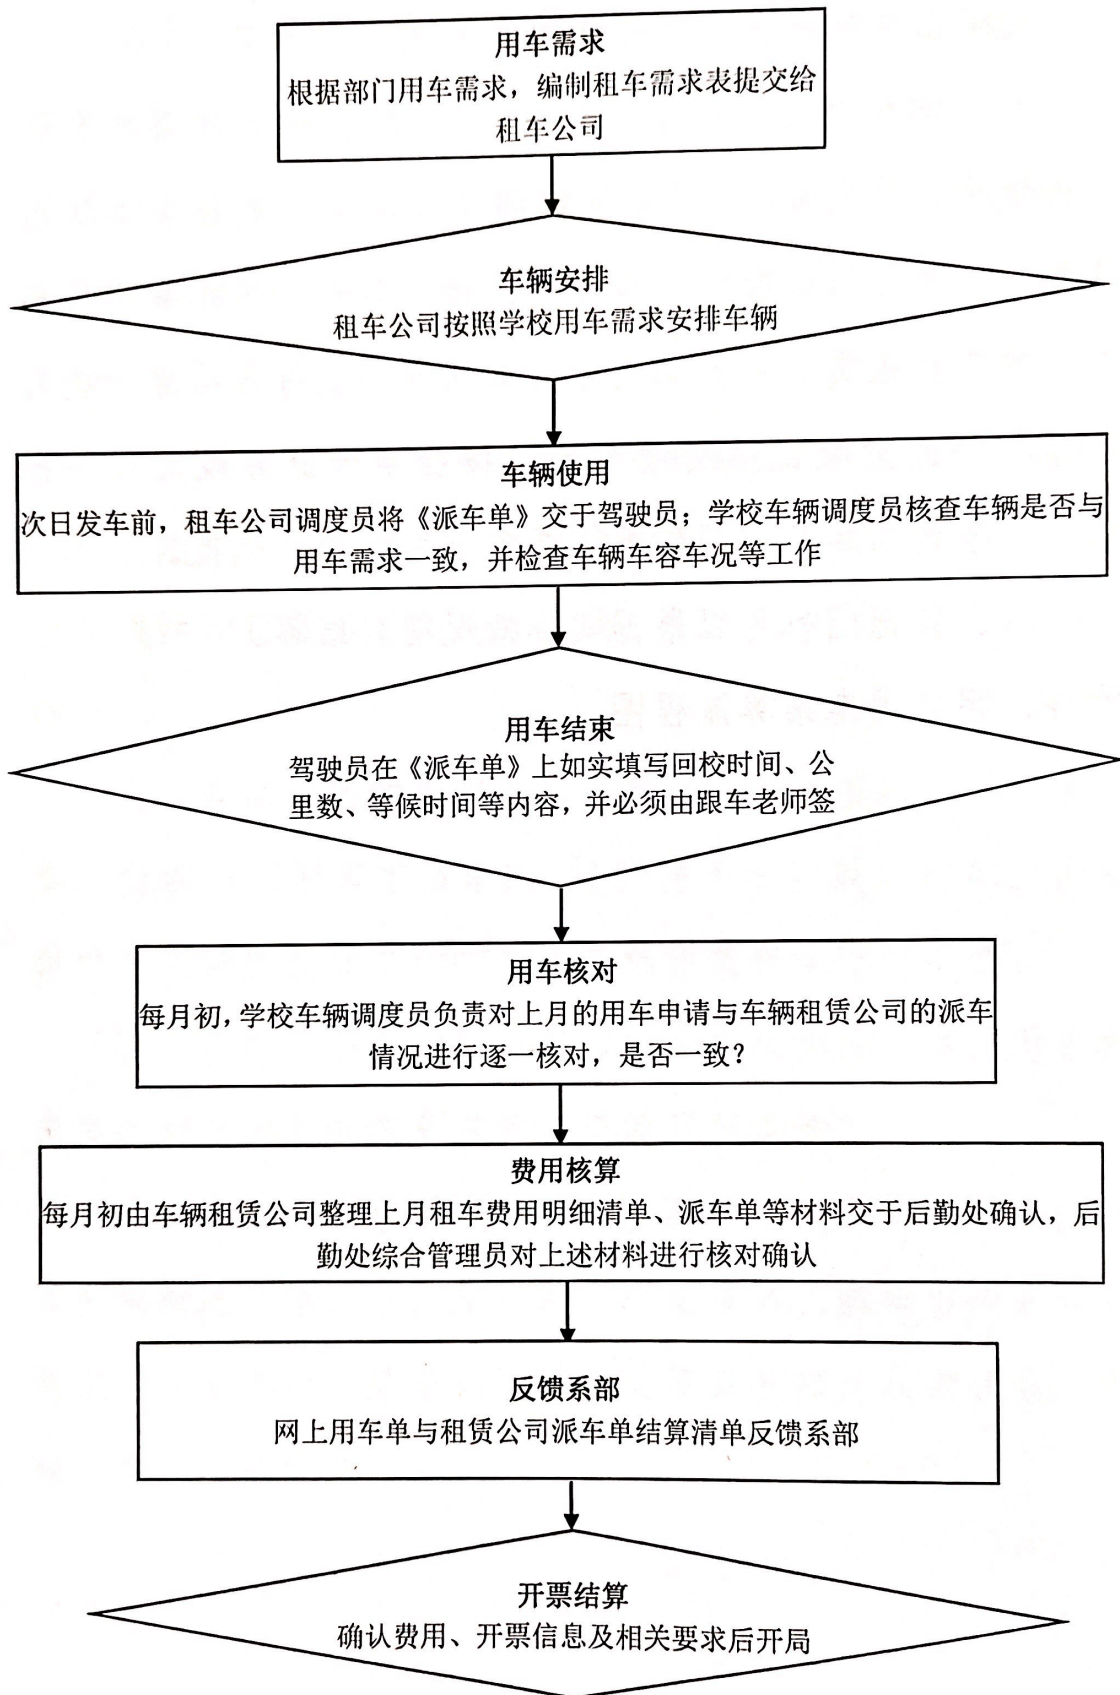 用车需求
根据部门用车需求，编制租车需求表提交给
租车公司
车辆安排
租车公司按照学校用车需求安排车辆
车辆使用
次日发车前，租车公司调度员将《派车单》交于驾驶员；学校车辆调度员核查车辆是否与
用车需求一致，并检查车辆车容车况等工作
用车结束
驾驶员在《派车单》上如实填写回校时间、公
里数、等候时间等内容，并必须由跟车老师签
用车核对
每月初，学校车辆调度员负责对上月的用车申请与车辆租赁公司的派车
情况进行逐一核对，是否一致？
费用核算
每月初由车辆租赁公司整理上月租车费用明细清单、派车单等材料交于后勤处确认，后
勤处综合管理员对上述材料进行核对确认
反馈系部
网上用车单与租赁公司派车单结算清单反馈系部
开票结算
确认费用、开票信息及相关要求后开局